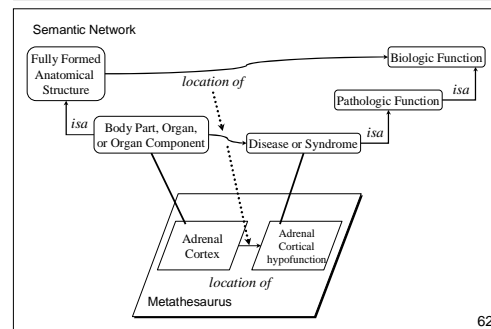 Semantic Network
Fully Formed
Anatomical
Structure
Biologic Function
location of
isa
Pathologic Function
isa
Body Part, Organ,
or Organ Component
Disease or Syndrome
isa
Adrenal
Cortex
Adrenal
Cortical
hypofunction
location of
Metathesaurus
62